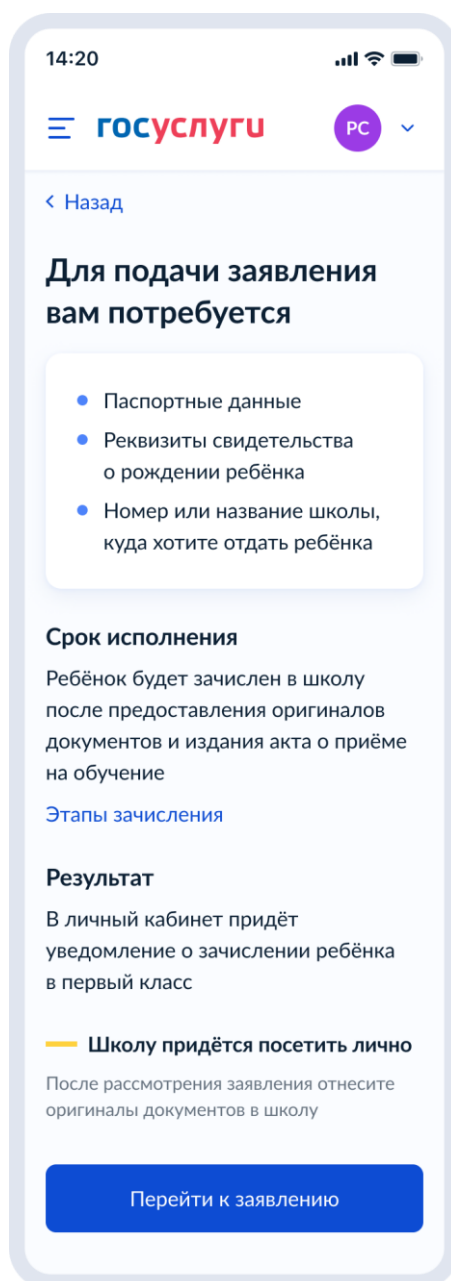 14:20
госуслуги
РС
Назад
Для подачи заявления
вам потребуется
Паспортные данные
Реквизиты свидетельства
о рождении ребёнка
Номер или название школы,
куда хотите отдать ребёнка
Срок исполнения
Ребёнок будет зачислен в школу
после предоставления оригиналов
документов и издания акта о приёме
на обучение
Этапы зачисления
Результат
В личный кабинет придёт
уведомление о зачислении ребёнка
в первый класс
Школу придётся посетить лично
После рассмотрения заявления отнесите
оригиналы документов в школу
Перейти к заявлению